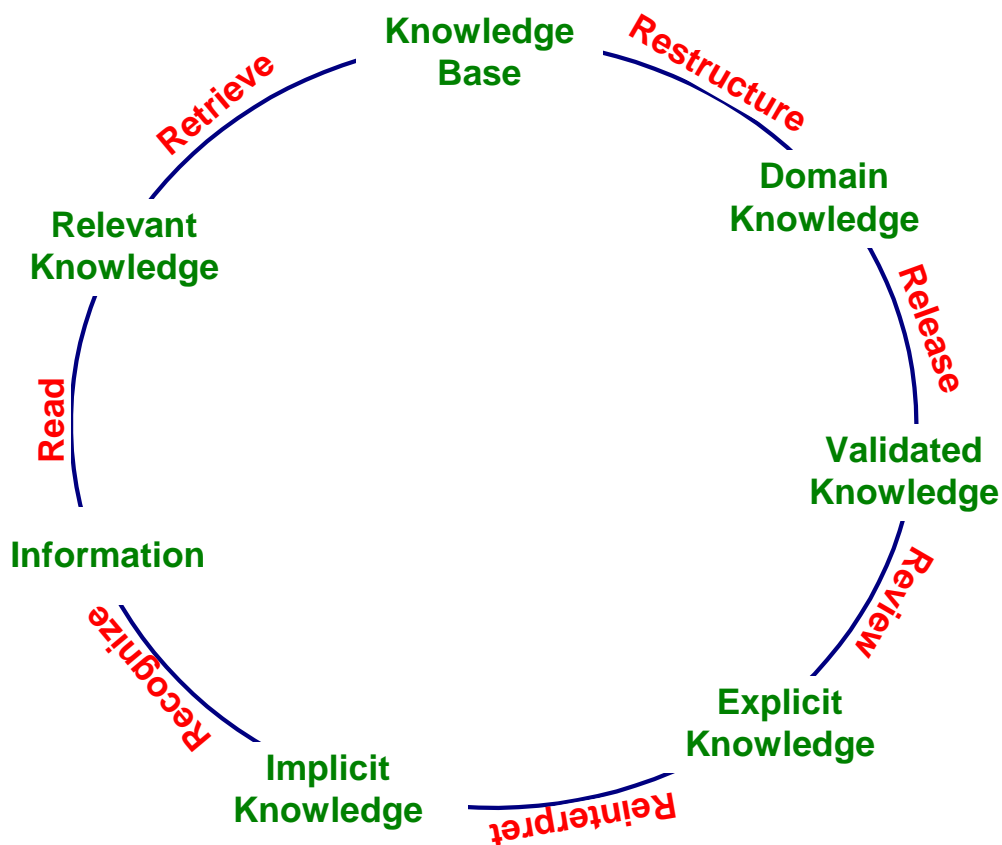 Knowledge
Base
Restructure
Domain
Knowledge
Release
Validated
Knowledge
Review
Explicit
Knowledge
Reinterpret
Implicit
Knowledge
Recognize
Information
Read
Relevant
Knowledge
Retrieve